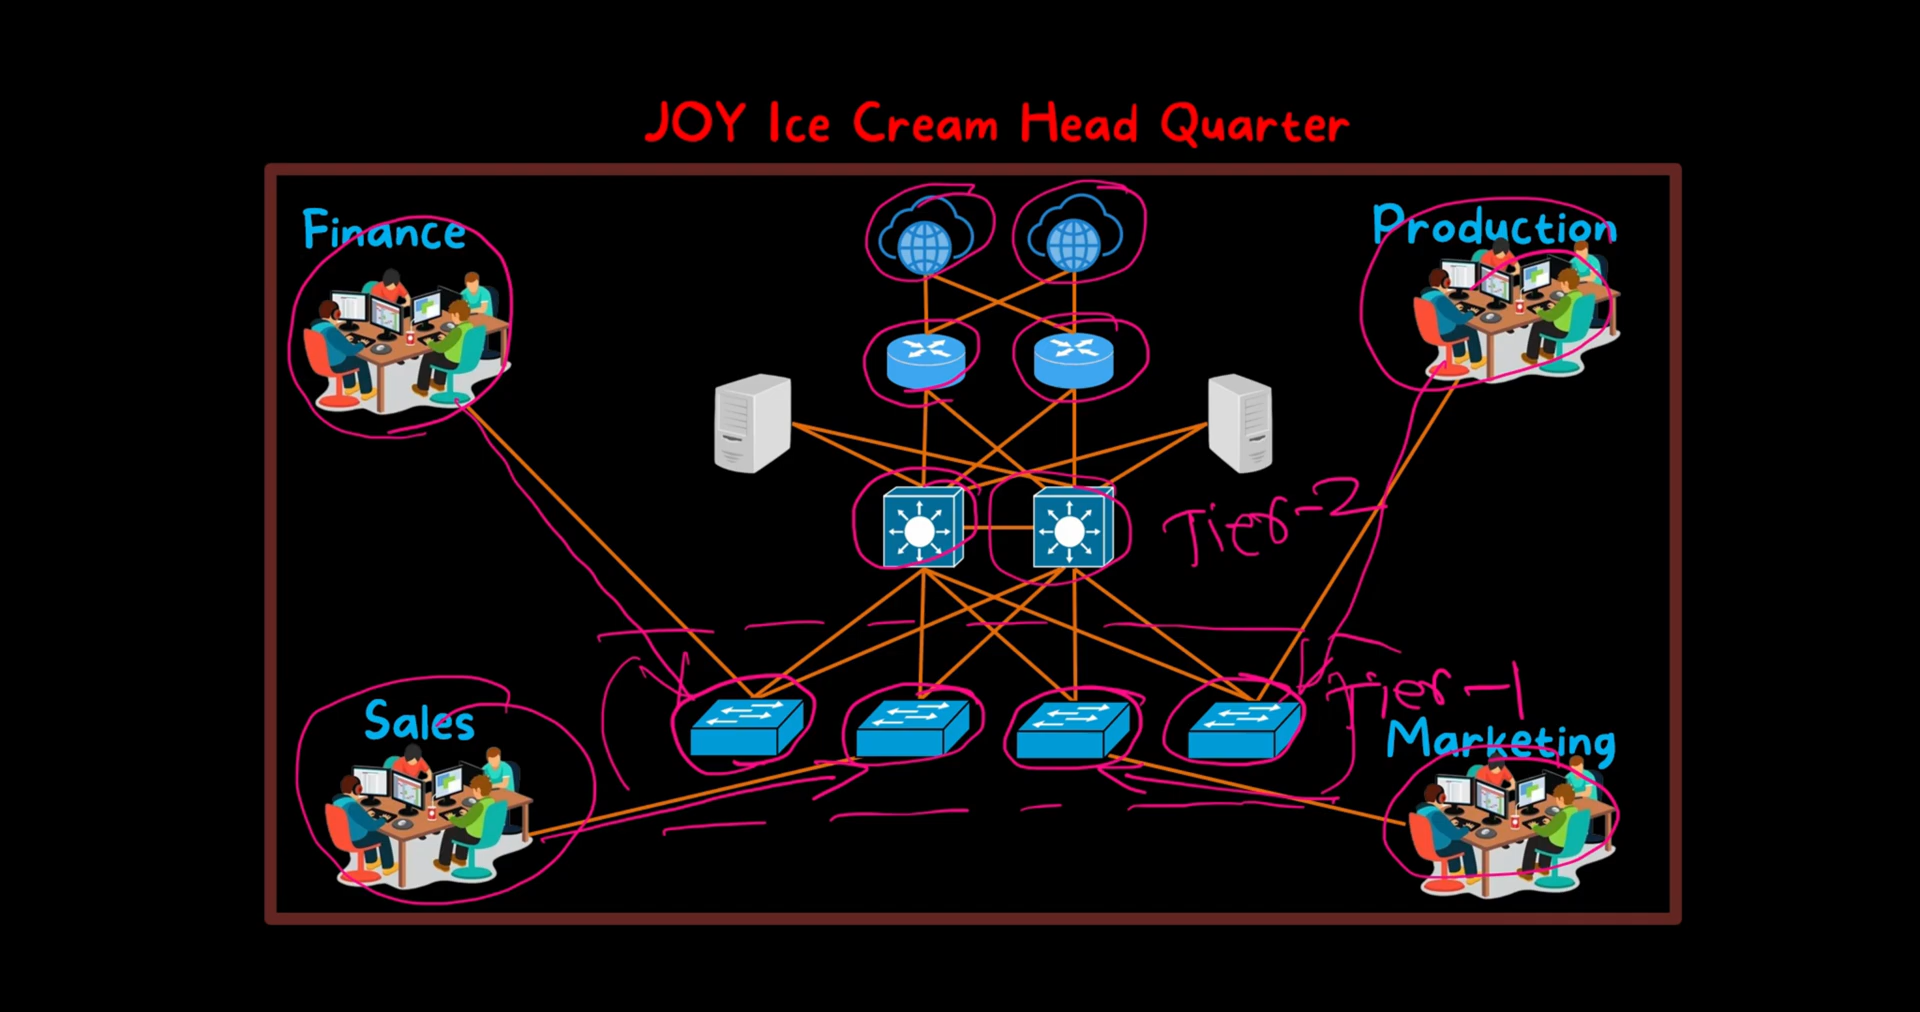 JOY Ice Cream Head Quarter
Finance
Production
Tier-2
Tier-1
Sales
Marketing